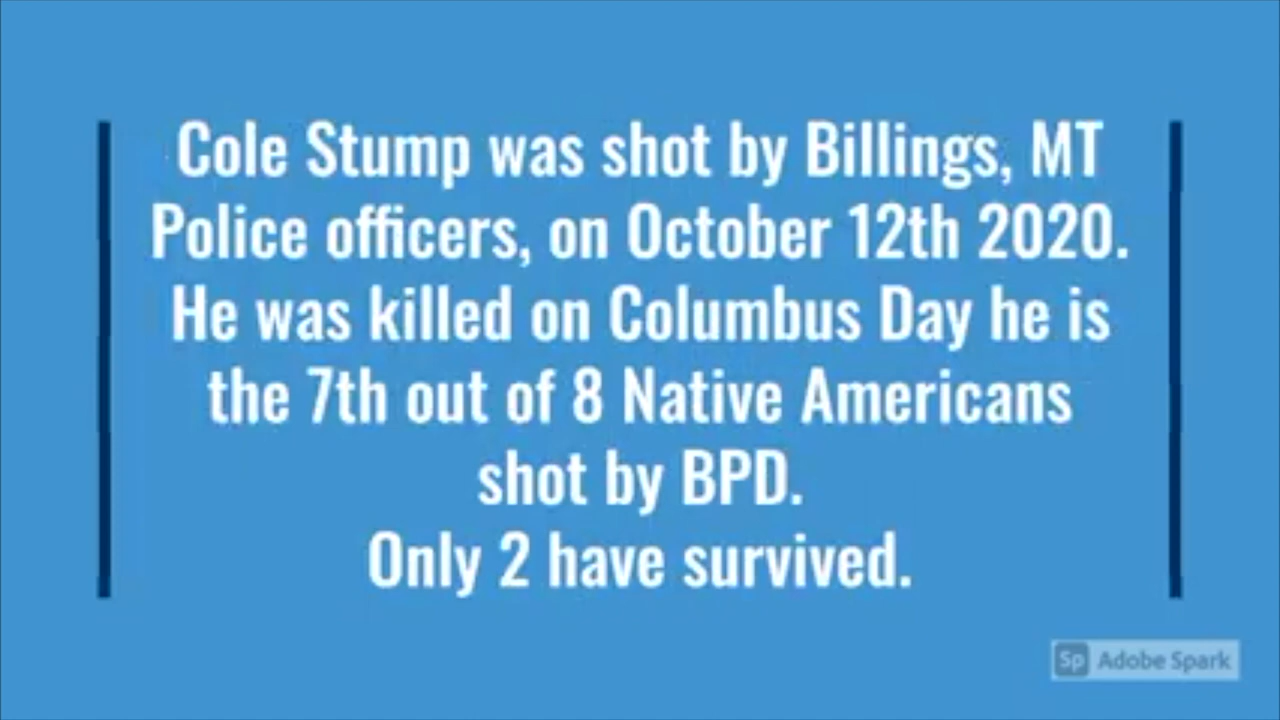 Cole Stump was shot by Billings, MT
Police officers, on October 12th 2020.
He was killed on Columbus Day he is
the 7th out of 8 Native Americans
shot by BPD.
Only 2 have survived.
Sp Adobe Spark